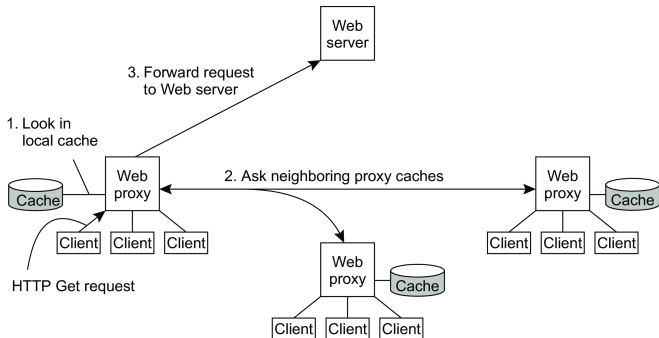 Web
server
3. Forward request
to Web server
1. Look in
local cache
Web
proxy
2. Ask neighboring proxy caches
Web
proxy
Cache
Cache
Client
Client
Client
Client
Client
Client
HTTP Get request
Web
proxy
Cache
Client
Client
Client